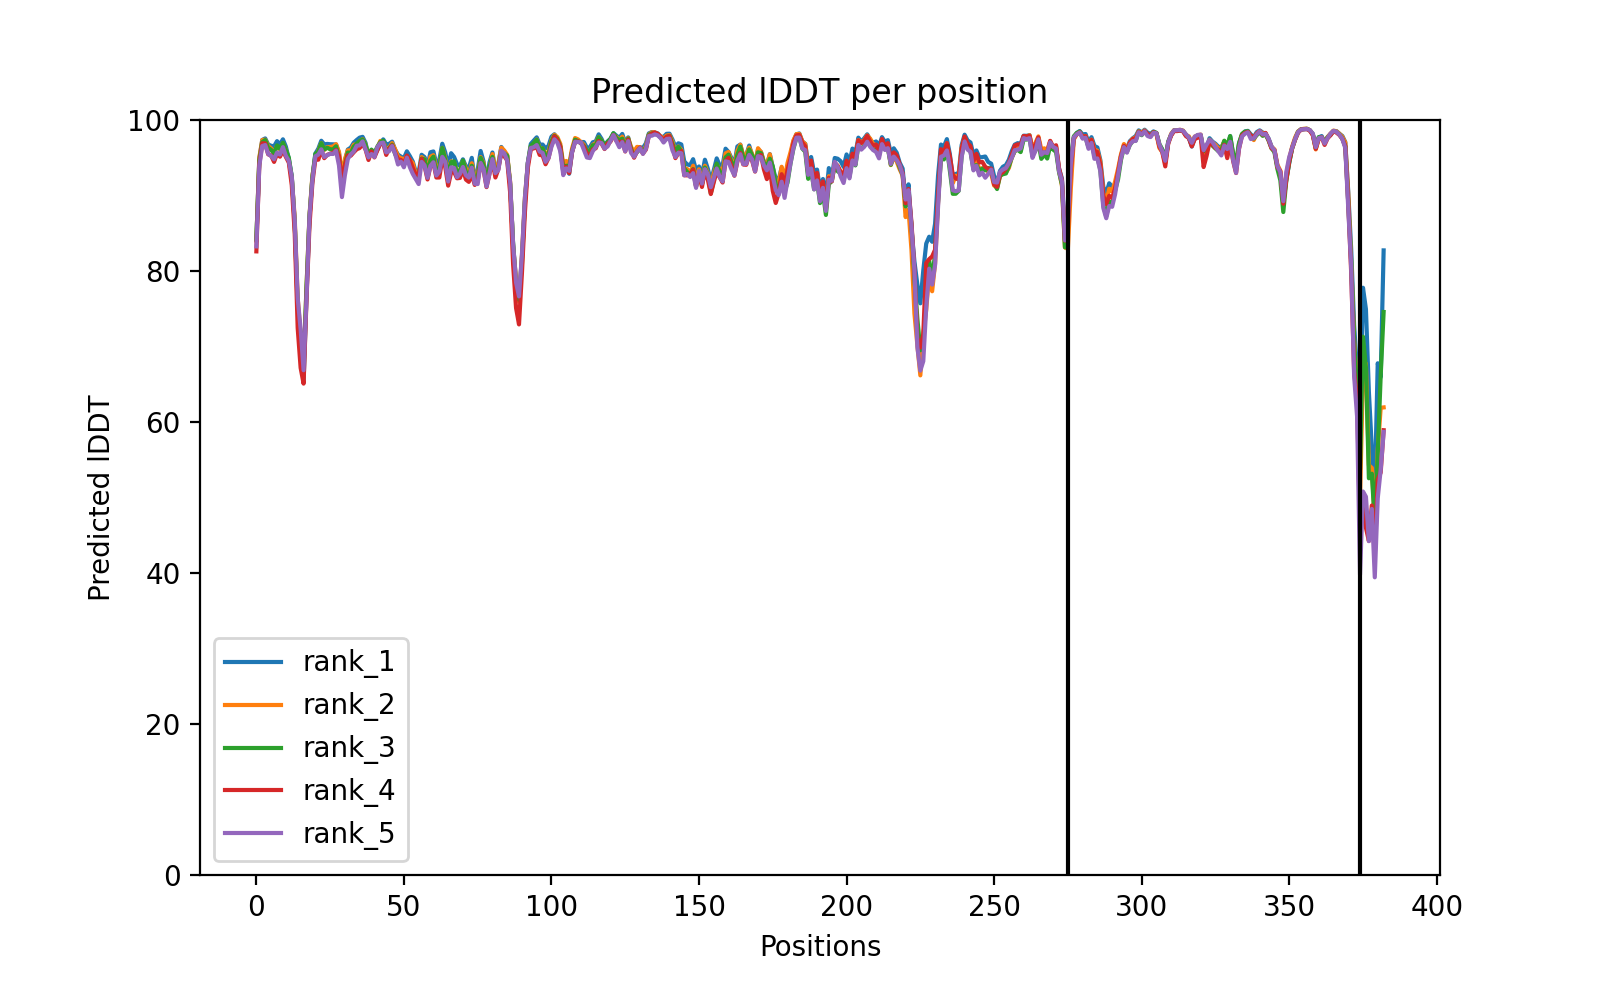 Predicted lDDT per position
100
80
60
40
20
0
Predicted lDDT
rank_1
rank_2
rank_3
rank_4
rank_5
0 50 100 150 200 250 300 350 400
Positions